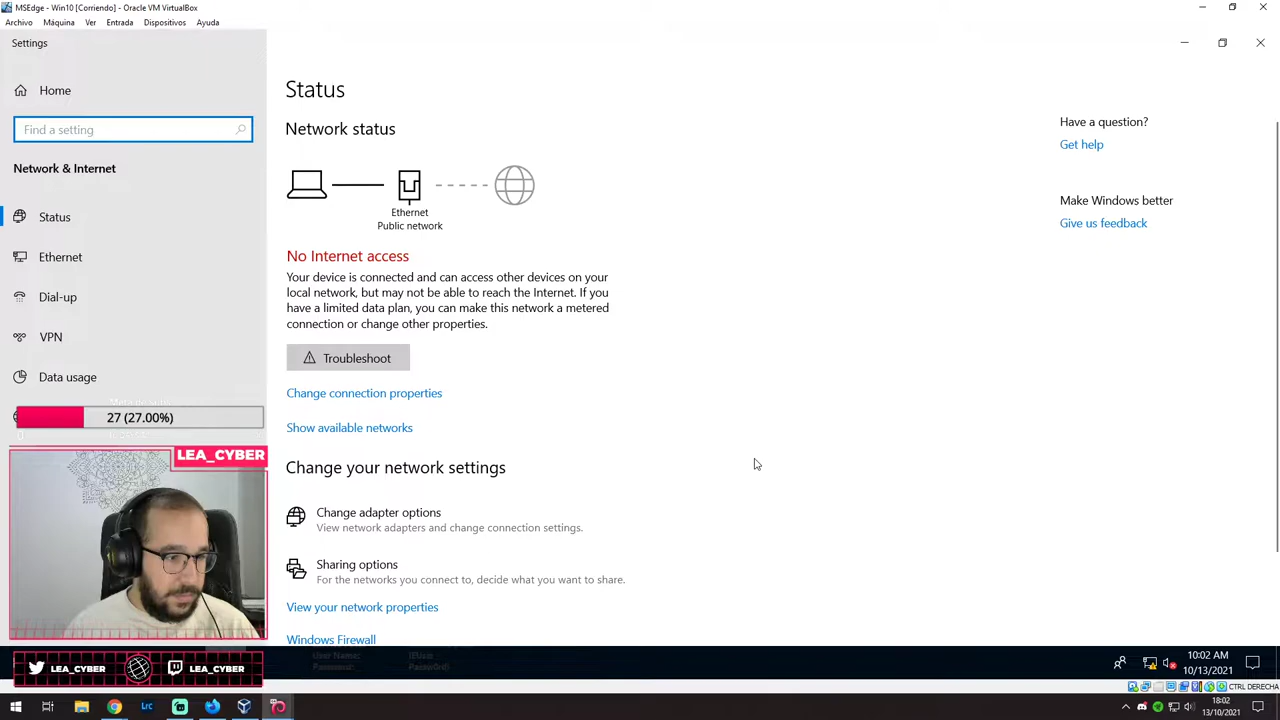 MSEdge - Win10 [Corriendo] - Oracle VM VirtualBox
Archivo Máquina Ver Entrada Dispositivos Ayuda
Settings
Home
Find a setting
Network & Internet
Status
Ethernet
Dial-up
VPN
Data usage
27 (27.00%)
0
LEA_CYBER
LEA_CYBER
LEA_CYBER
Status
Network status
Ethernet
Public network
No Internet access
Your device is connected and can access other devices on your
local network, but may not be able to reach the Internet. If you
have a limited data plan, you can make this network a metered
connection or change other properties.
Troubleshoot
Change connection properties
Show available networks
Change your network settings
Change adapter options
View network adapters and change connection settings.
Sharing options
For the networks you connect to, decide what you want to share.
View your network properties
Windows Firewall
Have a question?
Get help
Make Windows better
Give us feedback
User Name: IEUser
Password: Passw0rd!
10:02 AM
10/13/2021
CTRL DERECHA
18:02
13/10/2021